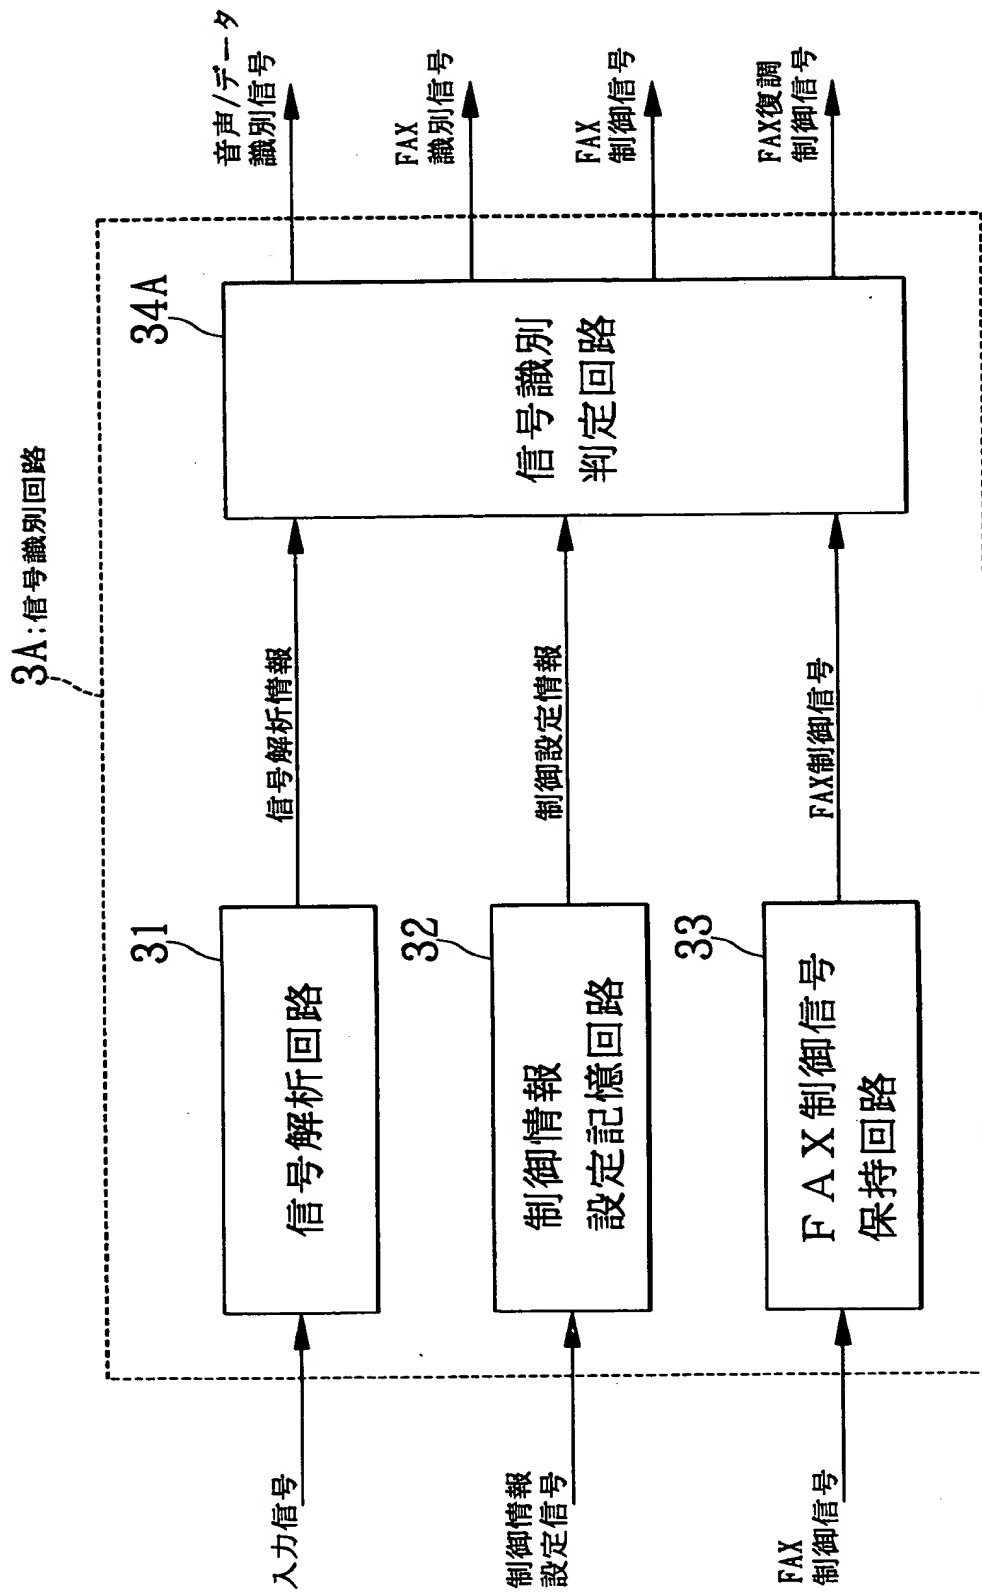 3A:信号識別回路
入力信号
31
信号解析回路
信号解析情報
制御情報
設定信号
32
制御情報
設定記憶回路
制御設定情報
FAX
制御信号
33
FAX制御信号
保持回路
FAX制御信号
34A
信号識別
判定回路
音声/データ
識別信号
FAX
識別信号
FAX
制御信号
FAX復調
制御信号